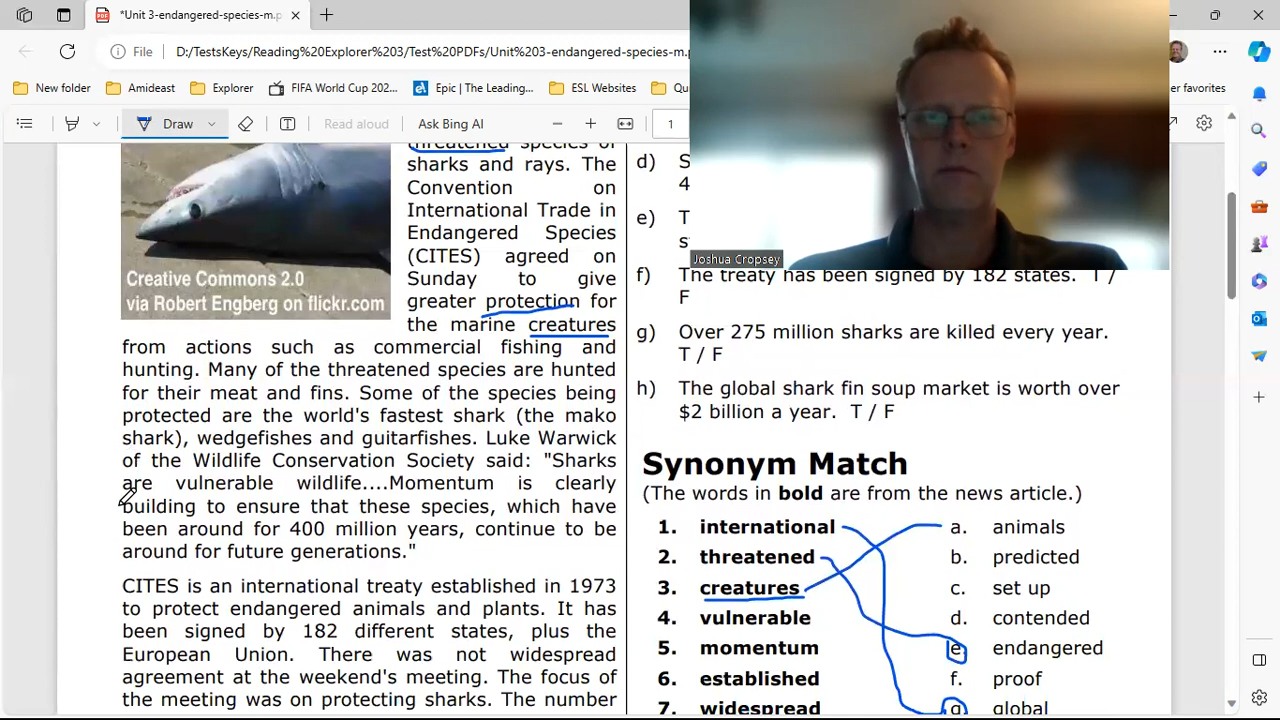 *Unit 3-endangered-species-m.p
File
D:/TestsKeys/Reading%20Explorer%203/Test%20PDFs/Unit%203-endangered-species-m.p
New folder
Amideast
Explorer
FIFA World Cup 202...
Epic | The Leading...
ESL Websites
Qu
er favorites
Draw
Read aloud
Ask Bing AI
1
Joshua Cropsey
Creative Commons 2.0
via Robert Engberg on flickr.com
threatened species of
sharks and rays. The
Convention on
International Trade in
Endangered Species
(CITES) agreed on
Sunday to give
greater protection for
the marine creatures
from actions such as commercial fishing and
hunting. Many of the threatened species are hunted
for their meat and fins. Some of the species being
protected are the world's fastest shark (the mako
shark), wedgefishes and guitarfishes. Luke Warwick
of the Wildlife Conservation Society said: "Sharks
are vulnerable wildlife....Momentum is clearly
building to ensure that these species, which have
been around for 400 million years, continue to be
around for future generations."
CITES is an international treaty established in 1973
to protect endangered animals and plants. It has
been signed by 182 different states, plus the
European Union. There was not widespread
agreement at the weekend's meeting. The focus of
the meeting was on protecting sharks. The number
d) S
4
e) T
s
f) The treaty has been signed by 182 states. T /
F
g) Over 275 million sharks are killed every year.
T / F
h) The global shark fin soup market is worth over
$2 billion a year. T / F
Synonym Match
(The words in bold are from the news article.)
1. international a. animals
2. threatened b. predicted
3. creatures c. set up
4. vulnerable d. contended
5. momentum e. endangered
6. established f. proof
7. widespread g. global